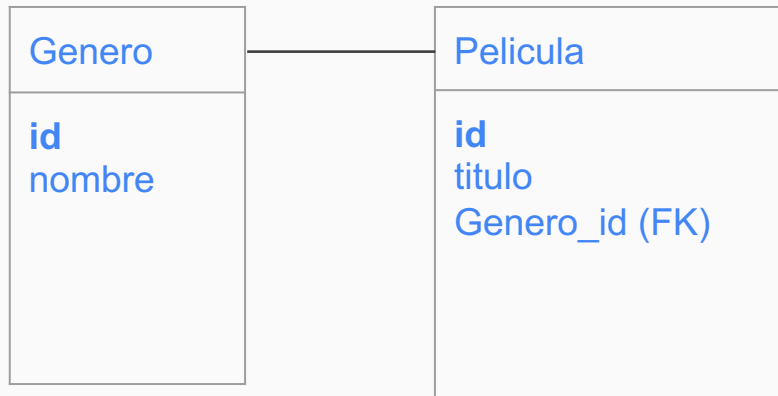 Genero
id
nombre
Pelicula
id
titulo
Genero_id (FK)